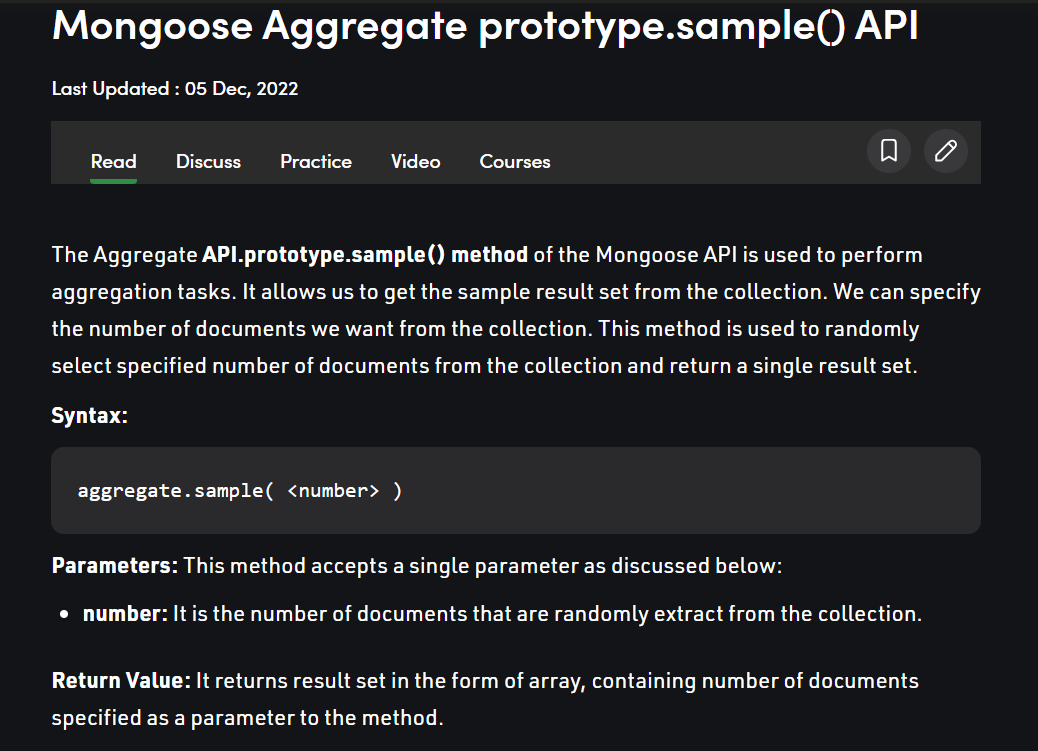 Mongoose Aggregate prototype.sample() API
Last Updated : 05 Dec, 2022
Read Discuss Practice Video Courses
The Aggregate API.prototype.sample() method of the Mongoose API is used to perform
aggregation tasks. It allows us to get the sample result set from the collection. We can specify
the number of documents we want from the collection. This method is used to randomly
select specified number of documents from the collection and return a single result set.
Syntax:
aggregate.sample( <number> )
Parameters: This method accepts a single parameter as discussed below:
• number: It is the number of documents that are randomly extract from the collection.
Return Value: It returns result set in the form of array, containing number of documents
specified as a parameter to the method.